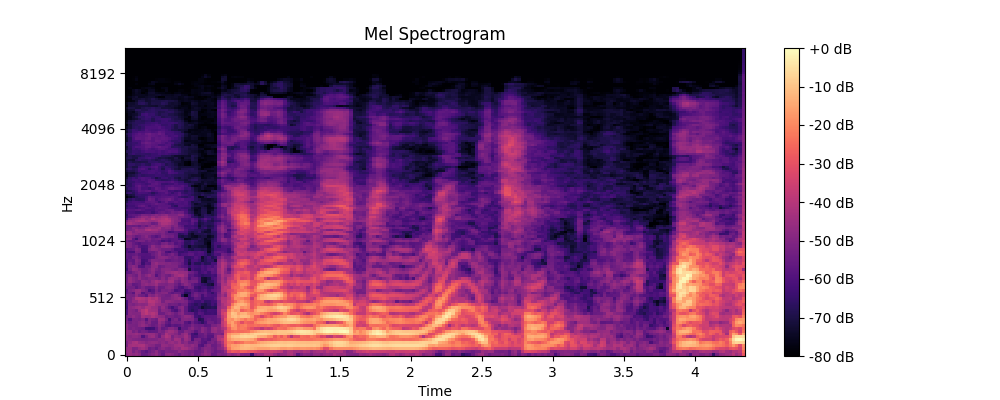 Mel Spectrogram
Hz
8192
4096
2048
1024
512
0
0 0.5 1 1.5 2 2.5 3 3.5 4
Time
+0 dB
-10 dB
-20 dB
-30 dB
-40 dB
-50 dB
-60 dB
-70 dB
-80 dB